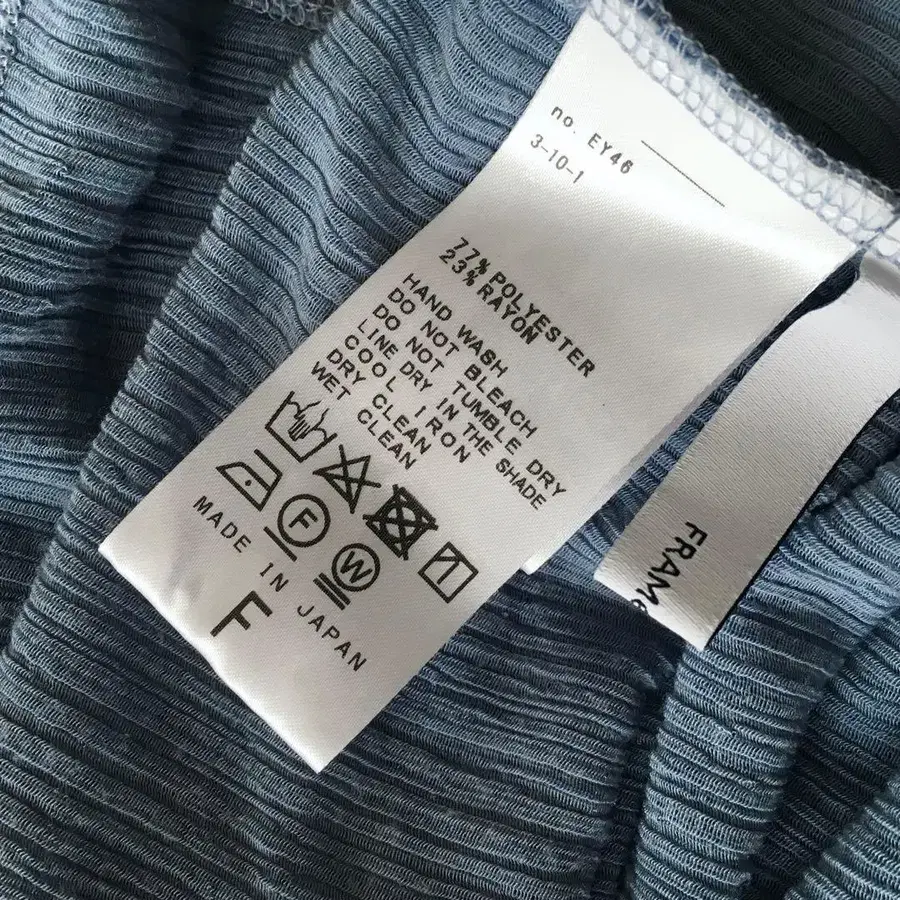 no. EY46
3-10-1
77% POLYESTER
23% RAYON
HAND WASH
DO NOT BLEACH
DO NOT TUMBLE DRY
LINE DRY IN THE SHADE
COOL IRON
DRY CLEAN
WET CLEAN
F
W
MADE IN JAPAN
F
FRAM